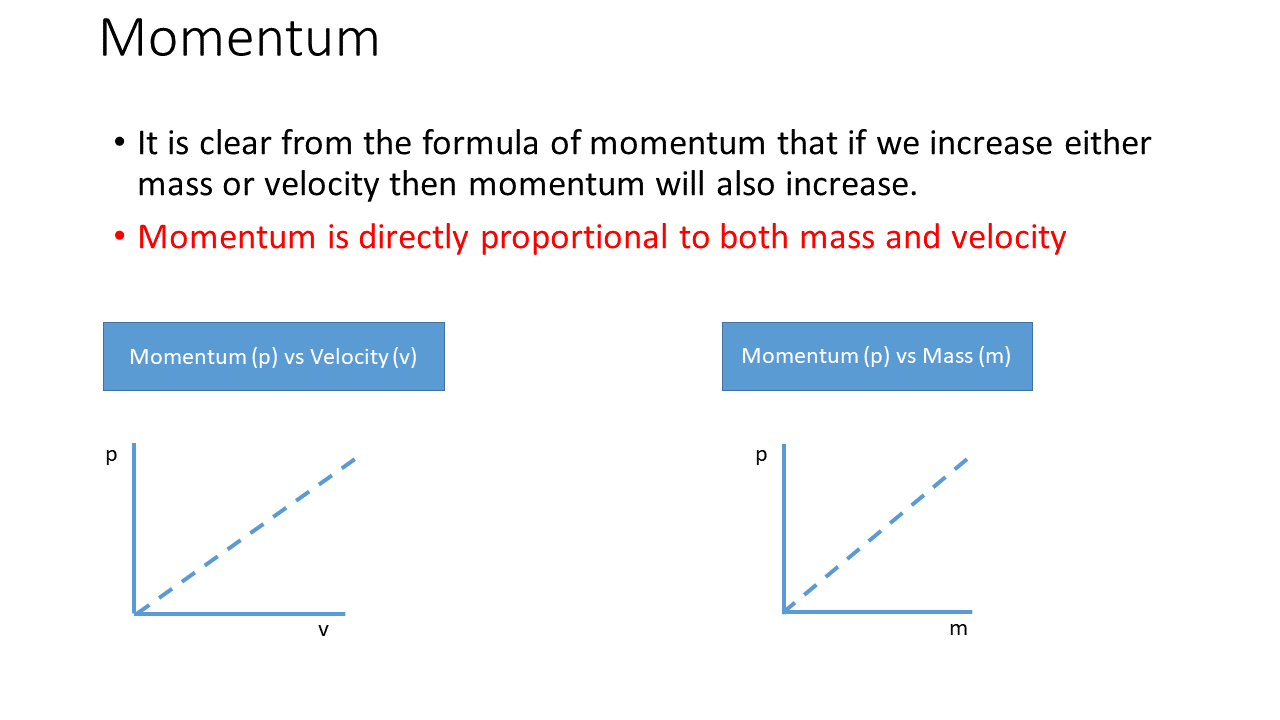 Momentum
• It is clear from the formula of momentum that if we increase either
mass or velocity then momentum will also increase.
• Momentum is directly proportional to both mass and velocity
Momentum (p) vs Velocity (v)
Momentum (p) vs Mass (m)
p
v
p
m